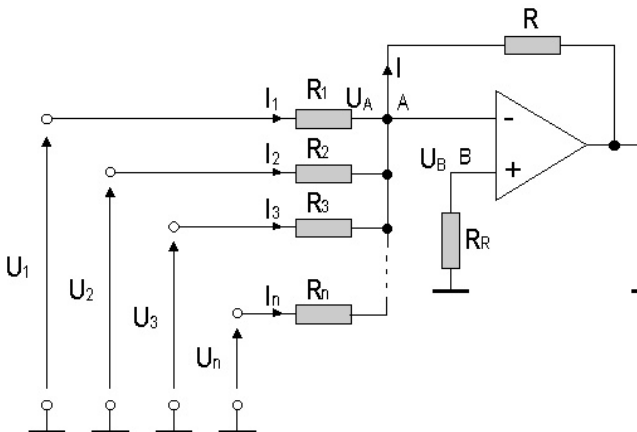 R
I
I1 R1 UA A
-
I2 R2
UB B
+
I3 R3
RR
U1
U2
U3
In Rn
Un